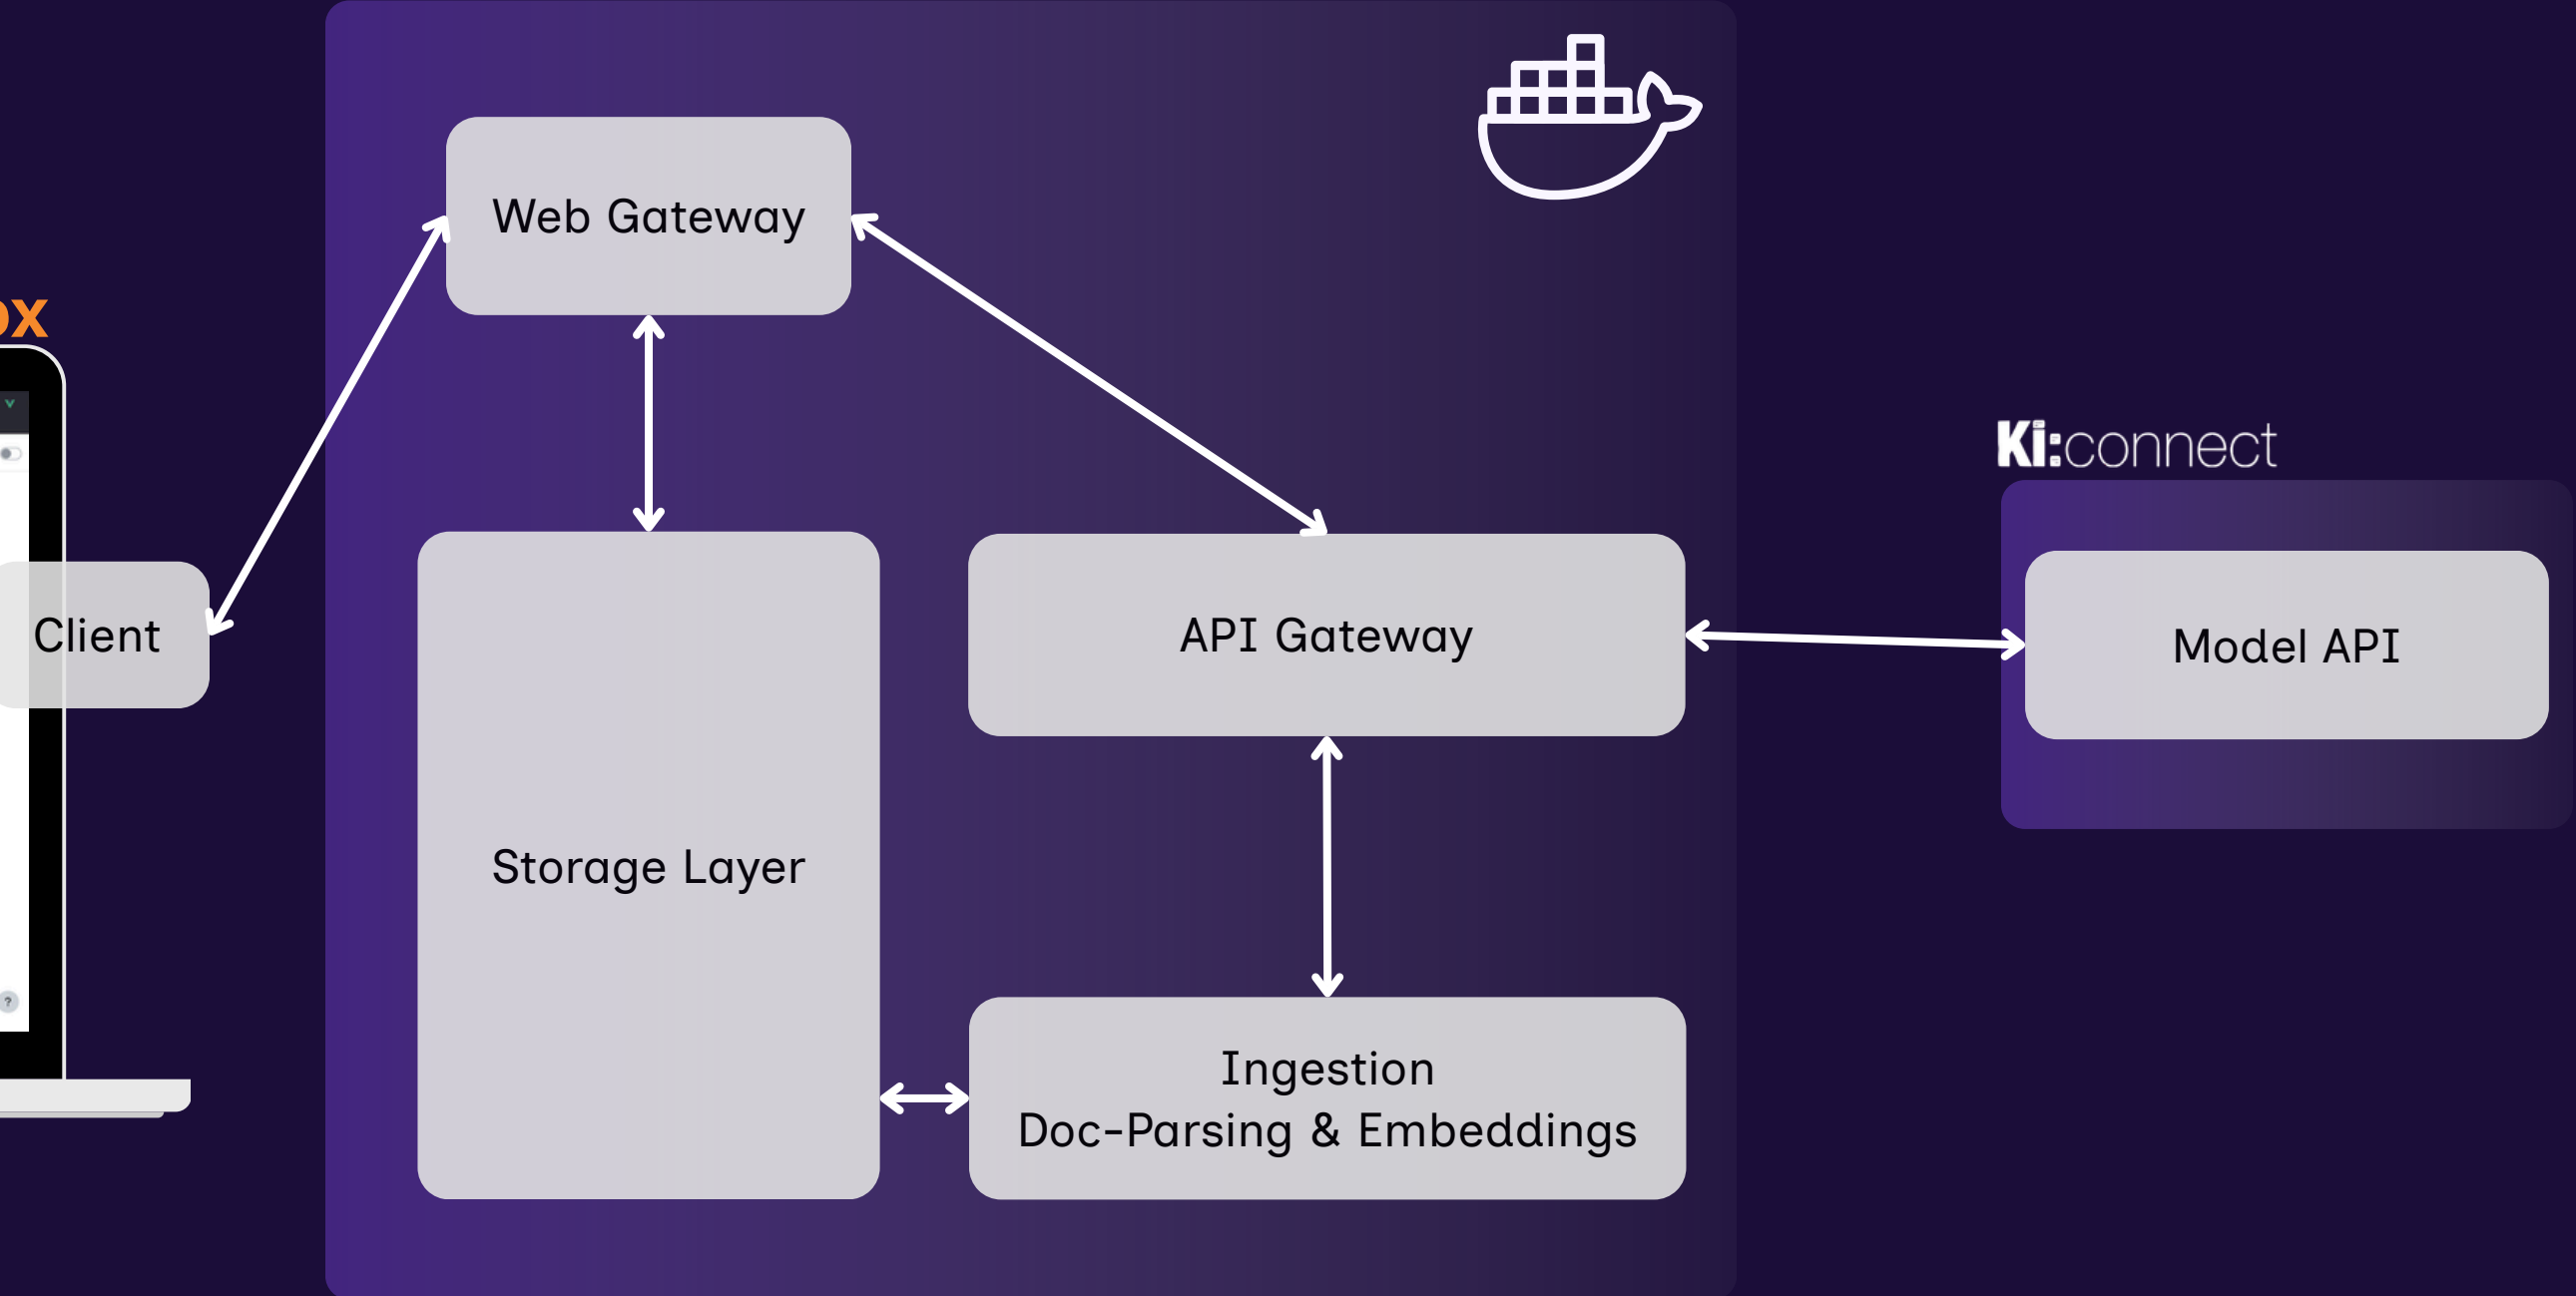 Web Gateway
ox
Ki:connect
Client
API Gateway
Model API
Storage Layer
?
Ingestion
Doc-Parsing & Embeddings